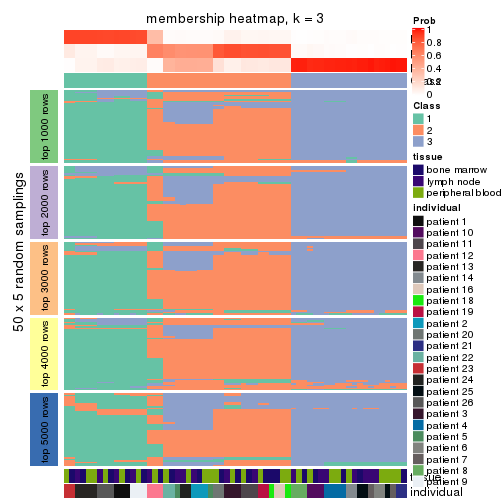 membership heatmap, k = 3
50 x 5 random samplings
top 1000 rows
top 2000 rows
top 3000 rows
top 4000 rows
top 5000 rows
Prob
1
0.8
0.6
0.4
0.2
0
Class
1
2
3
tissue
bone marrow
lymph node
peripheral blood
individual
patient 1
patient 10
patient 11
patient 12
patient 13
patient 14
patient 16
patient 18
patient 19
patient 2
patient 20
patient 21
patient 22
patient 23
patient 24
patient 25
patient 26
patient 3
patient 4
patient 5
patient 6
patient 7
patient 8
patient 9
individual